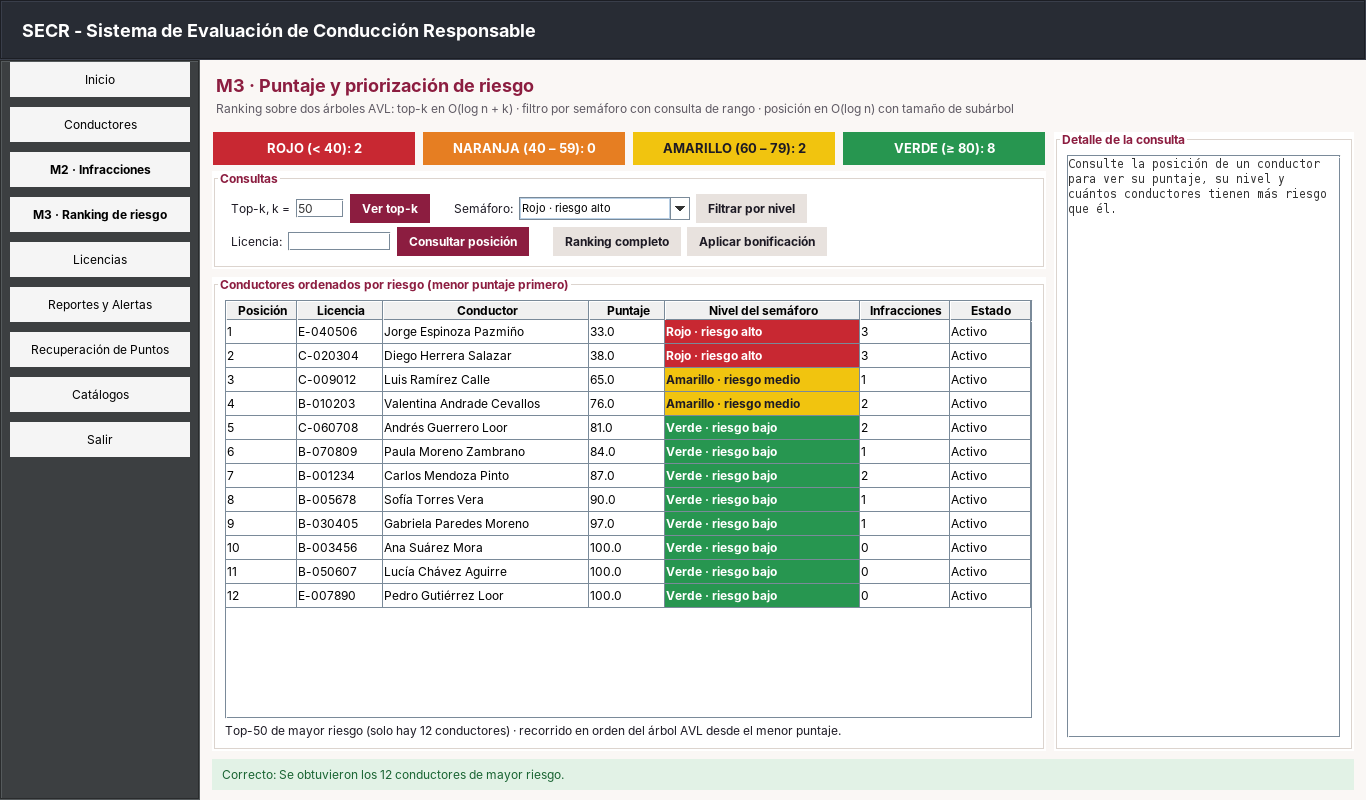 SECR - Sistema de Evaluación de Conducción Responsable
Inicio
Conductores
M2 · Infracciones
M3 · Ranking de riesgo
Licencias
Reportes y Alertas
Recuperación de Puntos
Catálogos
Salir
M3 · Puntaje y priorización de riesgo
Ranking sobre dos árboles AVL: top-k en O(log n + k) · filtro por semáforo con consulta de rango · posición en O(log n) con tamaño de subárbol
ROJO (< 40): 2 NARANJA (40 – 59): 0 AMARILLO (60 – 79): 2 VERDE (≥ 80): 8
Consultas
Top-k, k = 50 Ver top-k Semáforo: Rojo · riesgo alto Filtrar por nivel
Licencia: Consultar posición Ranking completo Aplicar bonificación
Conductores ordenados por riesgo (menor puntaje primero)
Posición Licencia Conductor Puntaje Nivel del semáforo Infracciones Estado
1 E-040506 Jorge Espinoza Pazmiño 33.0 Rojo · riesgo alto 3 Activo
2 C-020304 Diego Herrera Salazar 38.0 Rojo · riesgo alto 3 Activo
3 C-009012 Luis Ramírez Calle 65.0 Amarillo · riesgo medio 1 Activo
4 B-010203 Valentina Andrade Cevallos 76.0 Amarillo · riesgo medio 2 Activo
5 C-060708 Andrés Guerrero Loor 81.0 Verde · riesgo bajo 2 Activo
6 B-070809 Paula Moreno Zambrano 84.0 Verde · riesgo bajo 1 Activo
7 B-001234 Carlos Mendoza Pinto 87.0 Verde · riesgo bajo 2 Activo
8 B-005678 Sofía Torres Vera 90.0 Verde · riesgo bajo 1 Activo
9 B-030405 Gabriela Paredes Moreno 97.0 Verde · riesgo bajo 1 Activo
10 B-003456 Ana Suárez Mora 100.0 Verde · riesgo bajo 0 Activo
11 B-050607 Lucía Chávez Aguirre 100.0 Verde · riesgo bajo 0 Activo
12 E-007890 Pedro Gutiérrez Loor 100.0 Verde · riesgo bajo 0 Activo
Top-50 de mayor riesgo (solo hay 12 conductores) · recorrido en orden del árbol AVL desde el menor puntaje.
Detalle de la consulta
Consulte la posición de un conductor
para ver su puntaje, su nivel y
cuántos conductores tienen más riesgo
que él.
Correcto: Se obtuvieron los 12 conductores de mayor riesgo.